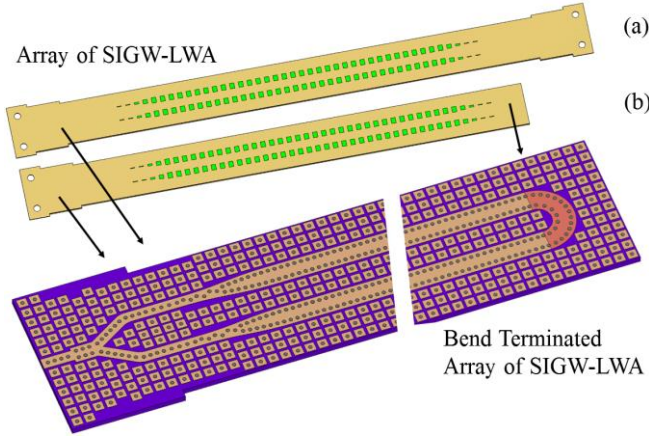 Array of SIGW-LWA
(a)
(b)
Bend Terminated
Array of SIGW-LWA